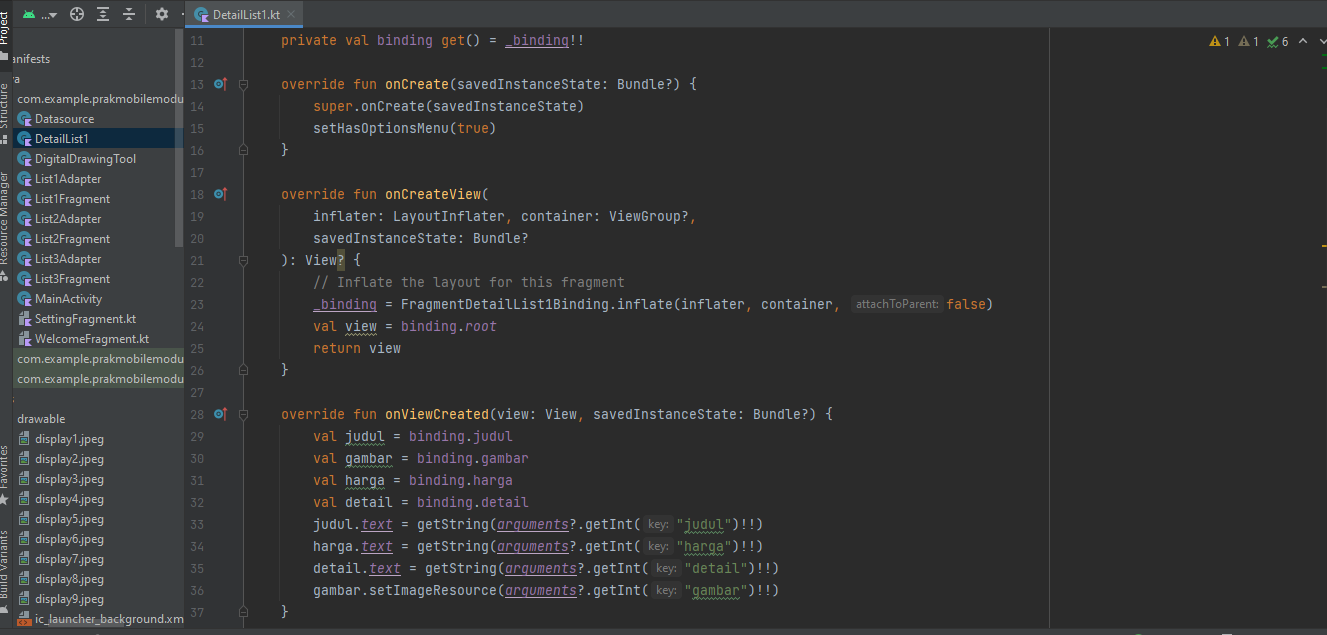 ...
DetailList1.kt
Project
Structure
Resource Manager
Favorites
Build Variants
anifests
va
com.example.prakmobilemodu
Datasource
DetailList1
DigitalDrawingTool
List1Adapter
List1Fragment
List2Adapter
List2Fragment
List3Adapter
List3Fragment
MainActivity
SettingFragment.kt
WelcomeFragment.kt
com.example.prakmobilemodu
com.example.prakmobilemodu
drawable
display1.jpeg
display2.jpeg
display3.jpeg
display4.jpeg
display5.jpeg
display6.jpeg
display7.jpeg
display8.jpeg
display9.jpeg
ic_launcher_background.xm
1 1 6
11 private val binding get() = _binding!!
12
13 override fun onCreate(savedInstanceState: Bundle?) {
14 super.onCreate(savedInstanceState)
15 setHasOptionsMenu(true)
16 }
17
18 override fun onCreateView(
19 inflater: LayoutInflater, container: ViewGroup?,
20 savedInstanceState: Bundle?
21 ): View? {
22 // Inflate the layout for this fragment
23 _binding = FragmentDetailList1Binding.inflate(inflater, container, attachToParent: false)
24 val view = binding.root
25 return view
26 }
27
28 override fun onViewCreated(view: View, savedInstanceState: Bundle?) {
29 val judul = binding.judul
30 val gambar = binding.gambar
31 val harga = binding.harga
32 val detail = binding.detail
33 judul.text = getString(arguments?.getInt( key: "judul")!!)
34 harga.text = getString(arguments?.getInt( key: "harga")!!)
35 detail.text = getString(arguments?.getInt( key: "detail")!!)
36 gambar.setImageResource(arguments?.getInt( key: "gambar")!!)
37 }